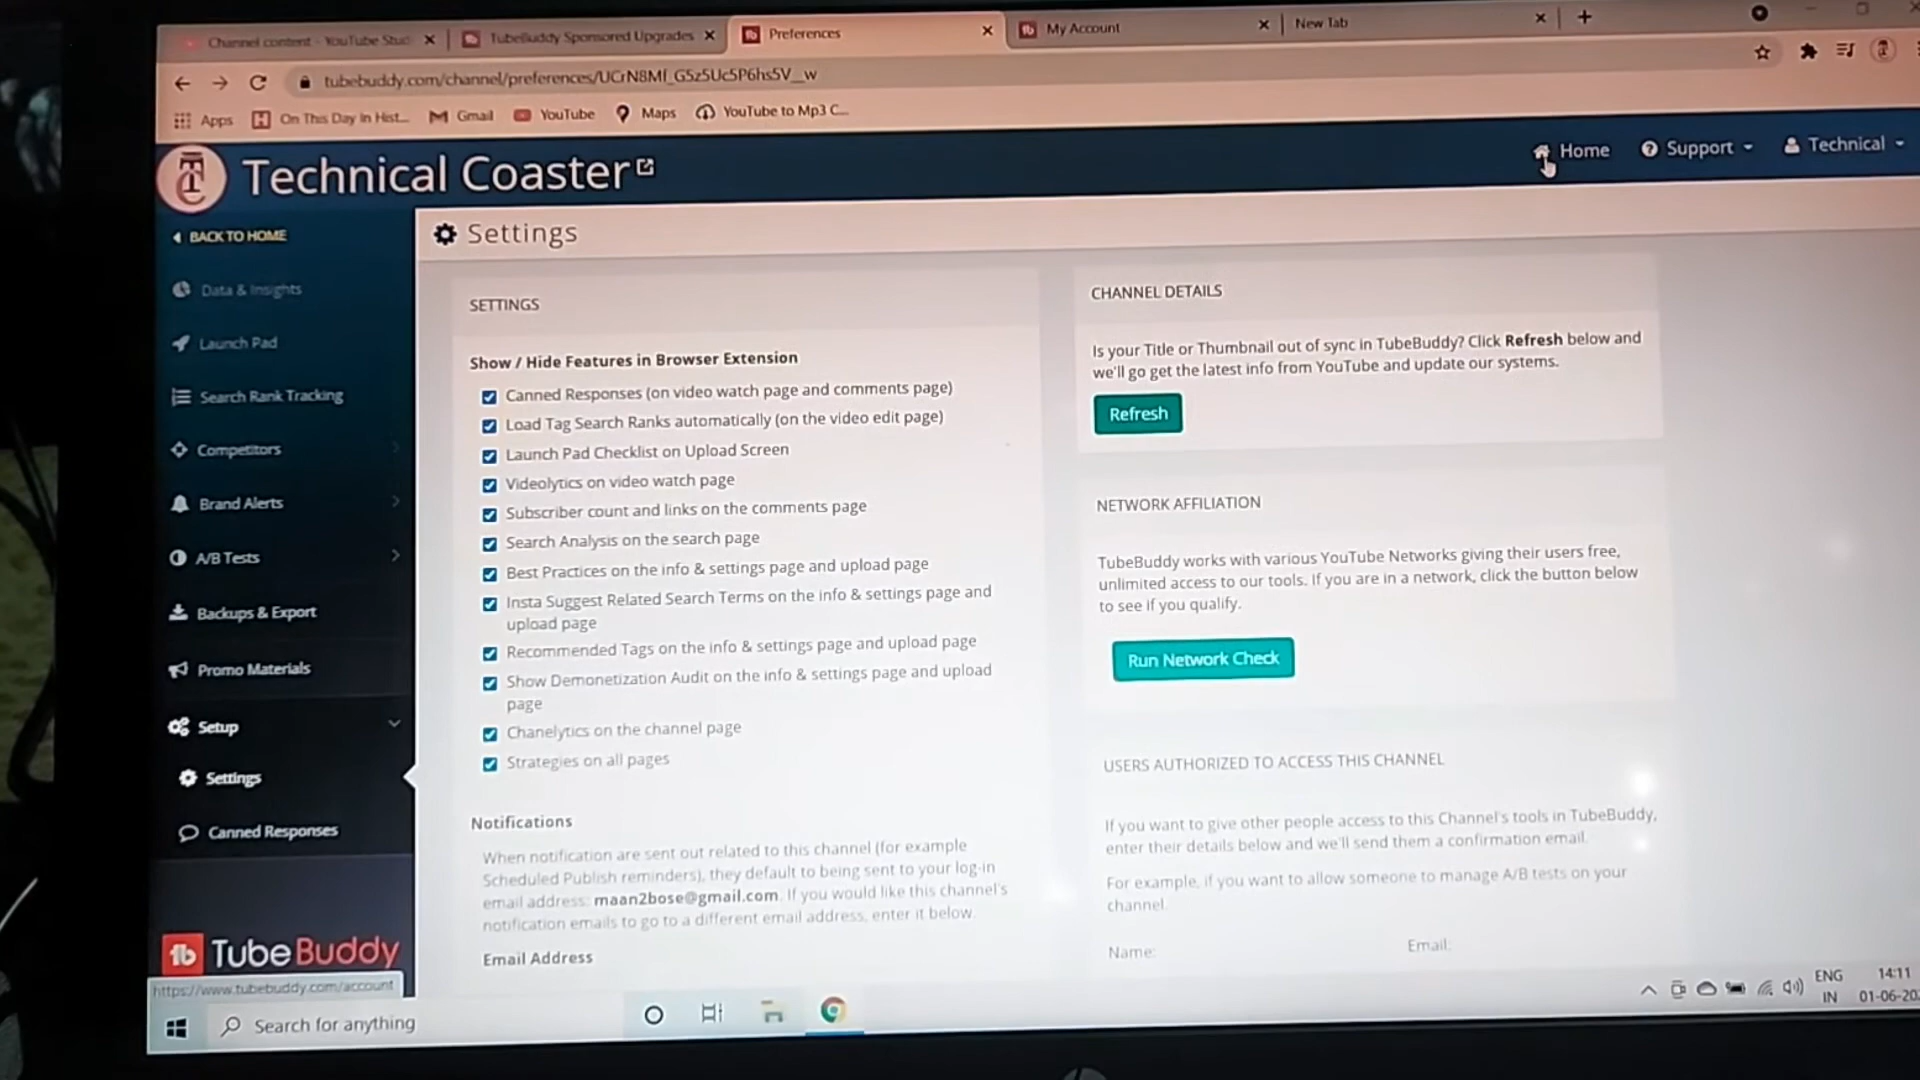 Channel content - YouTube Stud
TubeBuddy Sponsored Upgrades
Preferences
My Account
New Tab
tubebuddy.com/channel/preferences/UCrN8Mf_G5z5Uc5P6hs5V__w
Apps
On This Day In Hist...
Gmail
YouTube
Maps
YouTube to Mp3 C...
Technical Coaster
Home
Support
Technical
BACK TO HOME
Data & Insights
Launch Pad
Search Rank Tracking
Competitors
Brand Alerts
A/B Tests
Backups & Export
Promo Materials
Setup
Settings
Canned Responses
TubeBuddy
https://www.tubebuddy.com/account
Settings
SETTINGS
Show / Hide Features in Browser Extension
Canned Responses (on video watch page and comments page)
Load Tag Search Ranks automatically (on the video edit page)
Launch Pad Checklist on Upload Screen
Videolytics on video watch page
Subscriber count and links on the comments page
Search Analysis on the search page
Best Practices on the info & settings page and upload page
Insta Suggest Related Search Terms on the info & settings page and
upload page
Recommended Tags on the info & settings page and upload page
Show Demonetization Audit on the info & settings page and upload
page
Chanelytics on the channel page
Strategies on all pages
Notifications
When notification are sent out related to this channel (for example
Scheduled Publish reminders), they default to being sent to your log-in
email address: maan2bose@gmail.com. If you would like this channel's
notification emails to go to a different email address, enter it below.
Email Address
CHANNEL DETAILS
Is your Title or Thumbnail out of sync in TubeBuddy? Click Refresh below and
we'll go get the latest info from YouTube and update our systems.
Refresh
NETWORK AFFILIATION
TubeBuddy works with various YouTube Networks giving their users free,
unlimited access to our tools. If you are in a network, click the button below
to see if you qualify.
Run Network Check
USERS AUTHORIZED TO ACCESS THIS CHANNEL
If you want to give other people access to this Channel's tools in TubeBuddy,
enter their details below and we'll send them a confirmation email.
For example, if you want to allow someone to manage A/B tests on your
channel.
Name:
Email:
Search for anything
ENG
IN
14:11
01-06-20